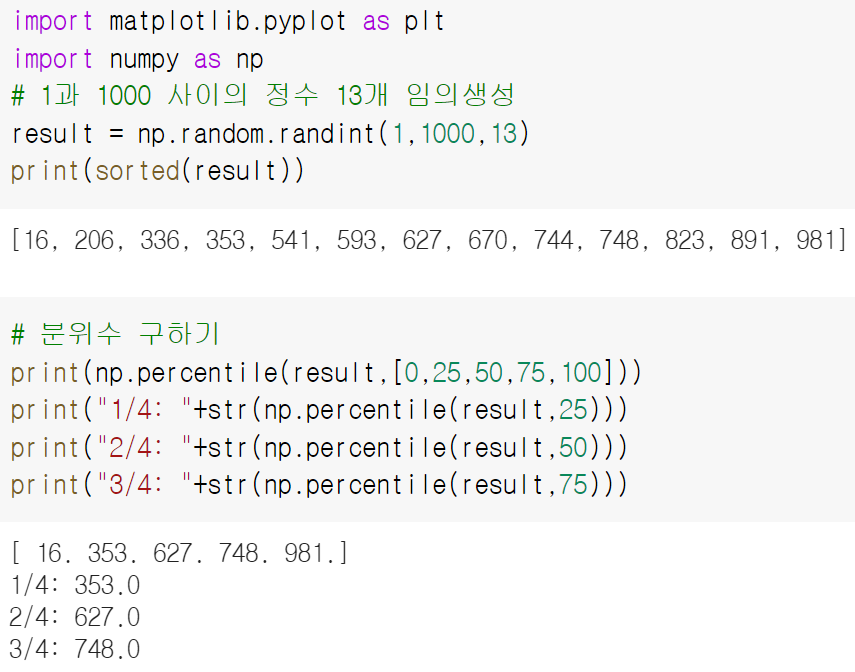 import matplotlib.pyplot as plt
import numpy as np
# 1과 1000 사이의 정수 13개 임의생성
result = np.random.randint(1,1000,13)
print(sorted(result))
[16, 206, 336, 353, 541, 593, 627, 670, 744, 748, 823, 891, 981]
# 분위수 구하기
print(np.percentile(result,[0,25,50,75,100]))
print("1/4: "+str(np.percentile(result,25)))
print("2/4: "+str(np.percentile(result,50)))
print("3/4: "+str(np.percentile(result,75)))
[ 16. 353. 627. 748. 981.]
1/4: 353.0
2/4: 627.0
3/4: 748.0